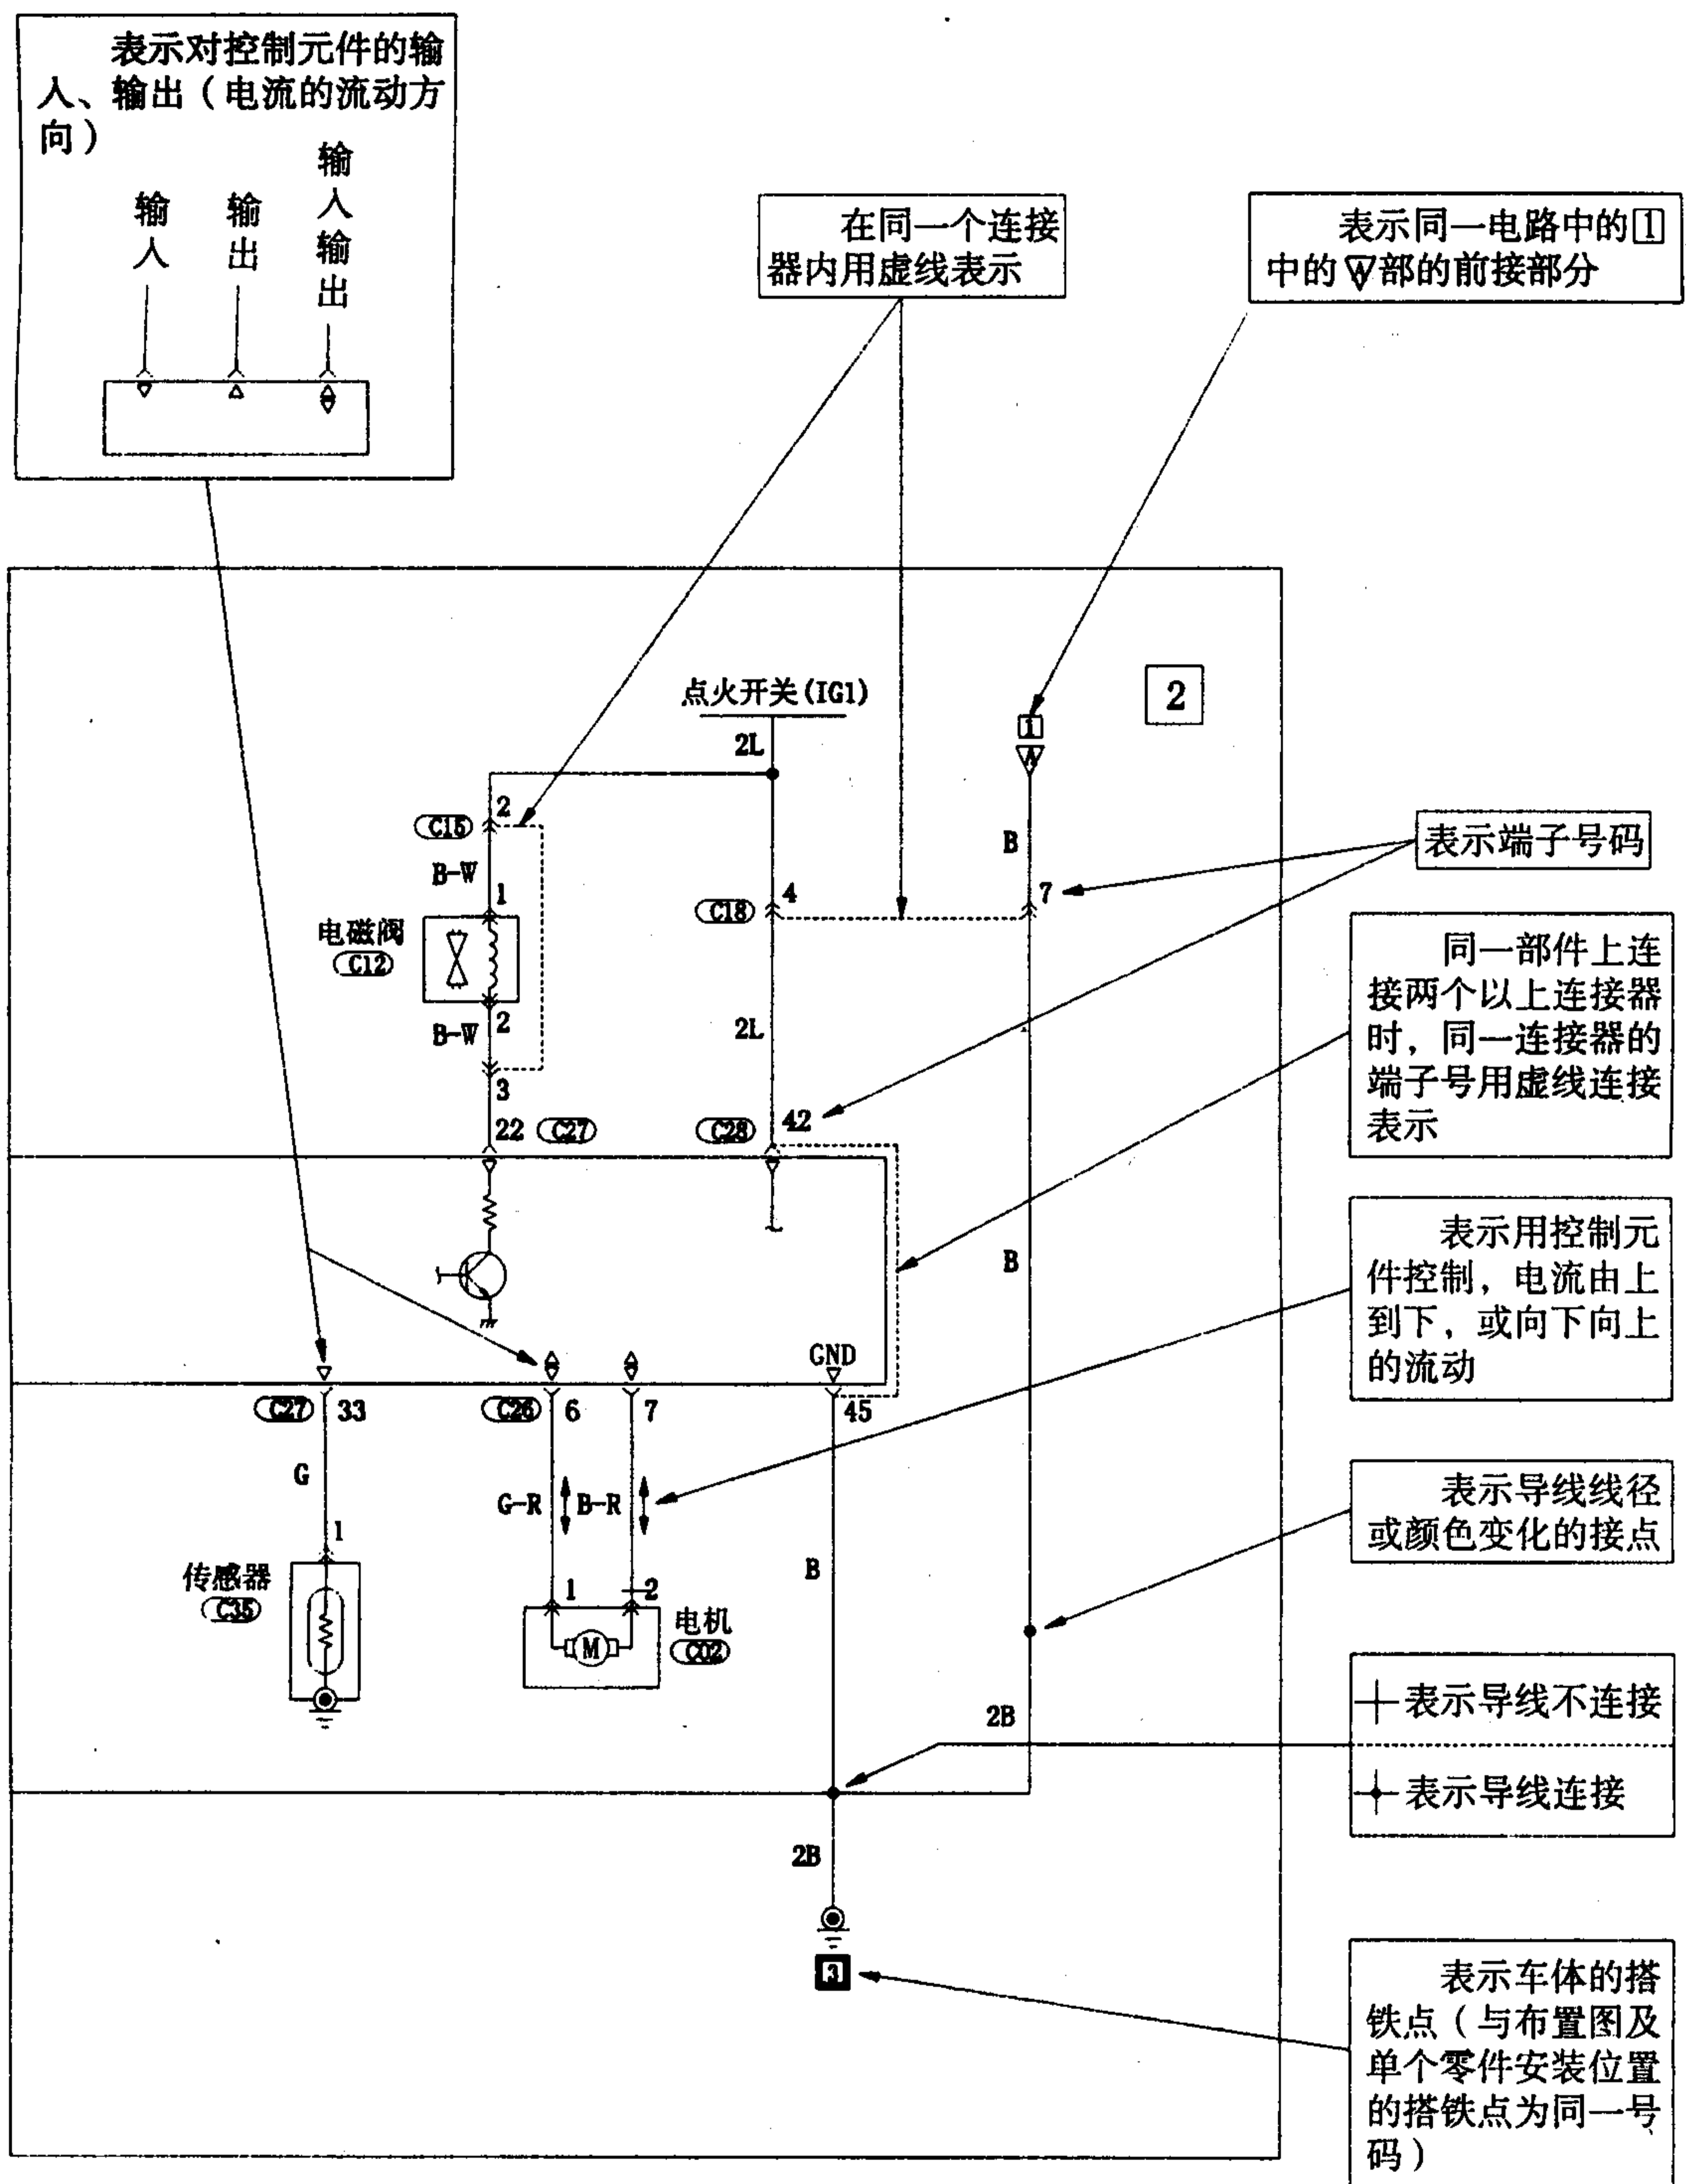 表示对控制元件的输
入、输出（电流的流动方
向）
输入
输出
输入输出
在同一个连接
器内用虚线表示
表示同一电路中的1
中的A部的前接部分
点火开关(IG1)
2
2L
1
A
2
C15
B
表示端子号码
B-W
1
4
7
C18
电磁阀
C12
同一部件上连
接两个以上连接器
时，同一连接器的
端子号用虚线连接
表示
2
B-W
2L
3
22
C27
C28
42
表示用控制元
件控制，电流由上
到下，或向下向上
的流动
B
GND
C27
33
C26
6
7
45
G
G-R
B-R
表示导线线径
或颜色变化的接点
1
B
传感器
C35
1
2
M
电机
C02
表示导线不连接
2B
表示导线连接
2B
3
表示车体的搭
铁点（与布置图及
单个零件安装位置
的搭铁点为同一号
码）